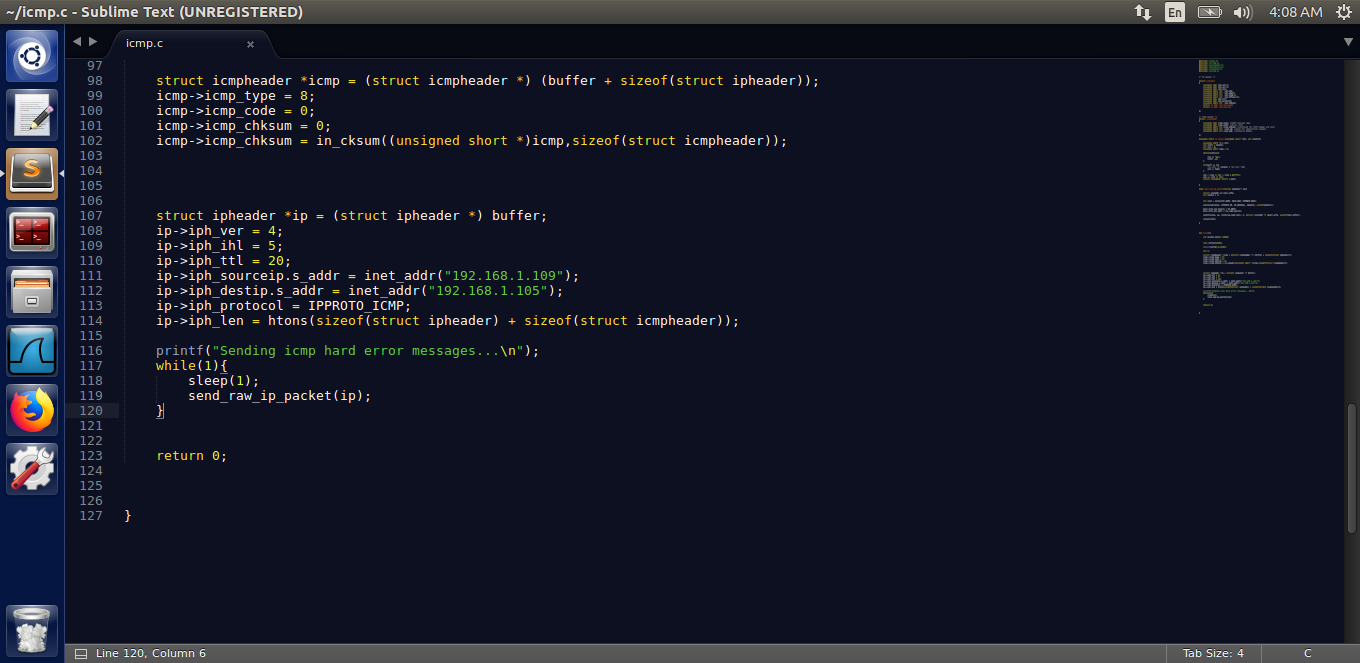 ~/icmp.c - Sublime Text (UNREGISTERED)
En
4:08 AM
icmp.c
97
98 struct icmpheader *icmp = (struct icmpheader *) (buffer + sizeof(struct ipheader));
99 icmp->icmp_type = 8;
100 icmp->icmp_code = 0;
101 icmp->icmp_chksum = 0;
102 icmp->icmp_chksum = in_cksum((unsigned short *)icmp,sizeof(struct icmpheader));
103
104
105
106
107 struct ipheader *ip = (struct ipheader *) buffer;
108 ip->iph_ver = 4;
109 ip->iph_ihl = 5;
110 ip->iph_ttl = 20;
111 ip->iph_sourceip.s_addr = inet_addr("192.168.1.109");
112 ip->iph_destip.s_addr = inet_addr("192.168.1.105");
113 ip->iph_protocol = IPPROTO_ICMP;
114 ip->iph_len = htons(sizeof(struct ipheader) + sizeof(struct icmpheader));
115
116 printf("Sending icmp hard error messages...\n");
117 while(1){
118 sleep(1);
119 send_raw_ip_packet(ip);
120 }
121
122
123 return 0;
124
125
126
127 }
Line 120, Column 6
Tab Size: 4
C